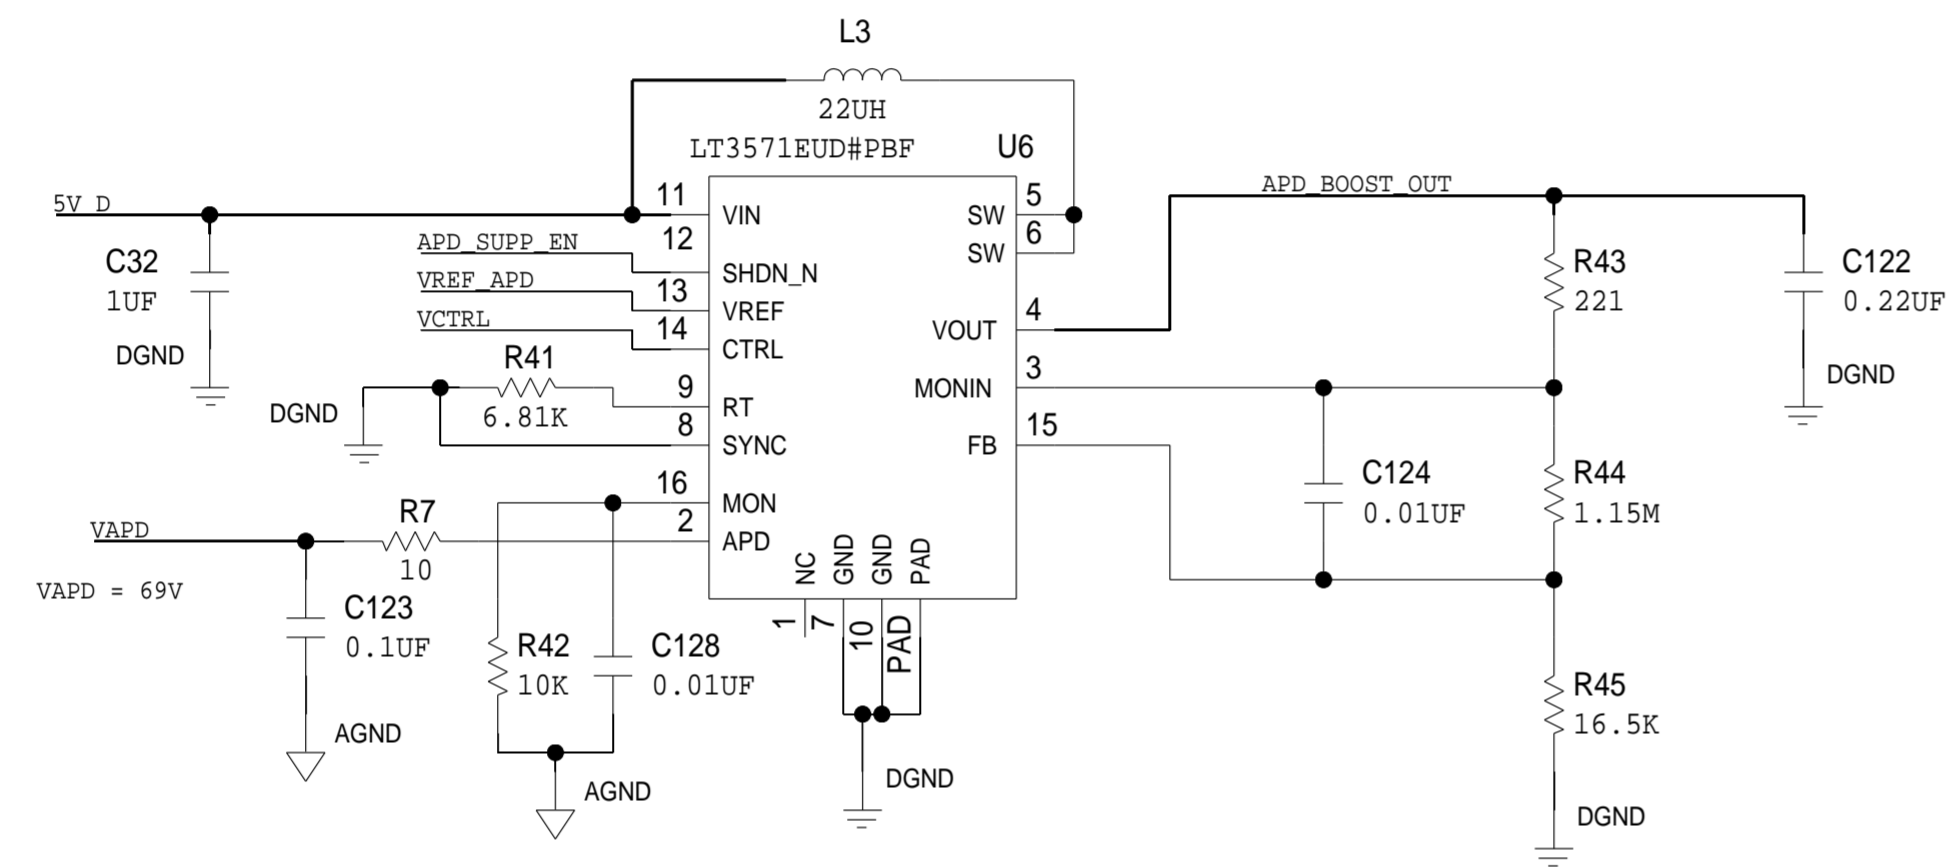 L3
22UH
LT3571EUD#PBF
U6
5V D
C32
1UF
DGND
APD_SUPP_EN
VREF_APD
VCTRL
R41
6.81K
DGND
VAPD
R7
10
VAPD = 69V
C123
0.1UF
AGND
R42
10K
C128
0.01UF
AGND
11
VIN
12
SHDN_N
13
VREF
14
CTRL
9
RT
8
SYNC
16
MON
2
APD
5
SW
6
SW
4
VOUT
3
MONIN
15
FB
NC
GND
GND
PAD
1
7
10
PAD
DGND
APD_BOOST_OUT
R43
221
C122
0.22UF
DGND
C124
0.01UF
R44
1.15M
R45
16.5K
DGND